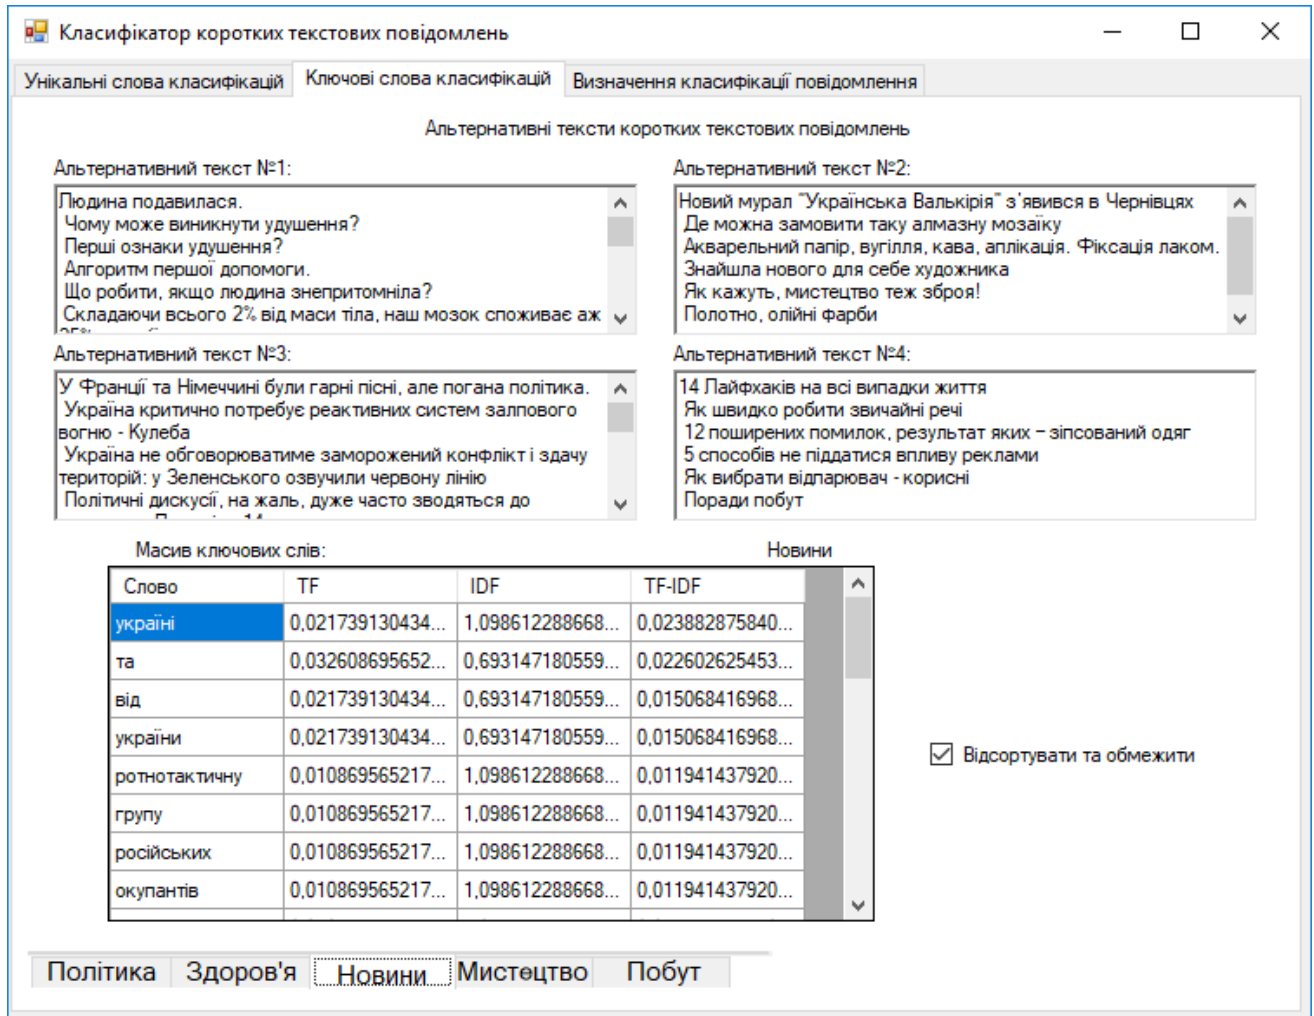 Класифікатор коротких текстових повідомлень
Унікальні слова класифікацій Ключові слова класифікацій Визначення класифікації повідомлення
Альтернативні тексти коротких текстових повідомлень
Альтернативний текст №1:
Людина подавилася.
Чому може виникнути удушення?
Перші ознаки удушення?
Алгоритм першої допомоги.
Що робити, якщо людина знепритомніла?
Складаючи всього 2% від маси тіла, наш мозок споживає аж
Альтернативний текст №2:
Новий мурал "Українська Валькірія" з'явився в Чернівцях
Де можна замовити таку алмазну мозаїку
Акварельний папір, вугілля, кава, аплікація. Фіксація лаком.
Знайшла нового для себе художника
Як кажуть, мистецтво теж зброя!
Полотно, олійні фарби
Альтернативний текст №3:
У Франції та Німеччині були гарні пісні, але погана політика.
Україна критично потребує реактивних систем залпового
вогню - Кулеба
Україна не обговорюватиме заморожений конфлікт і здачу
територій: у Зеленського озвучили червону лінію
Політичні дискусії, на жаль, дуже часто зводяться до
Альтернативний текст №4:
14 Лайфхаків на всі випадки життя
Як швидко робити звичайні речі
12 поширених помилок, результат яких – зіпсований одяг
5 способів не піддатися впливу реклами
Як вибрати відпарювач - корисні
Поради побут
Масив ключових слів: Новини
Слово TF IDF TF-IDF
україні 0,021739130434... 1,098612288668... 0,023882875840...
та 0,032608695652... 0,693147180559... 0,022602625453...
від 0,021739130434... 0,693147180559... 0,015068416968...
україни 0,021739130434... 0,693147180559... 0,015068416968...
ротнотактичну 0,010869565217... 1,098612288668... 0,011941437920...
групу 0,010869565217... 1,098612288668... 0,011941437920...
російських 0,010869565217... 1,098612288668... 0,011941437920...
окупантів 0,010869565217... 1,098612288668... 0,011941437920...
Відсортувати та обмежити
Політика Здоров'я Новини Мистецтво Побут